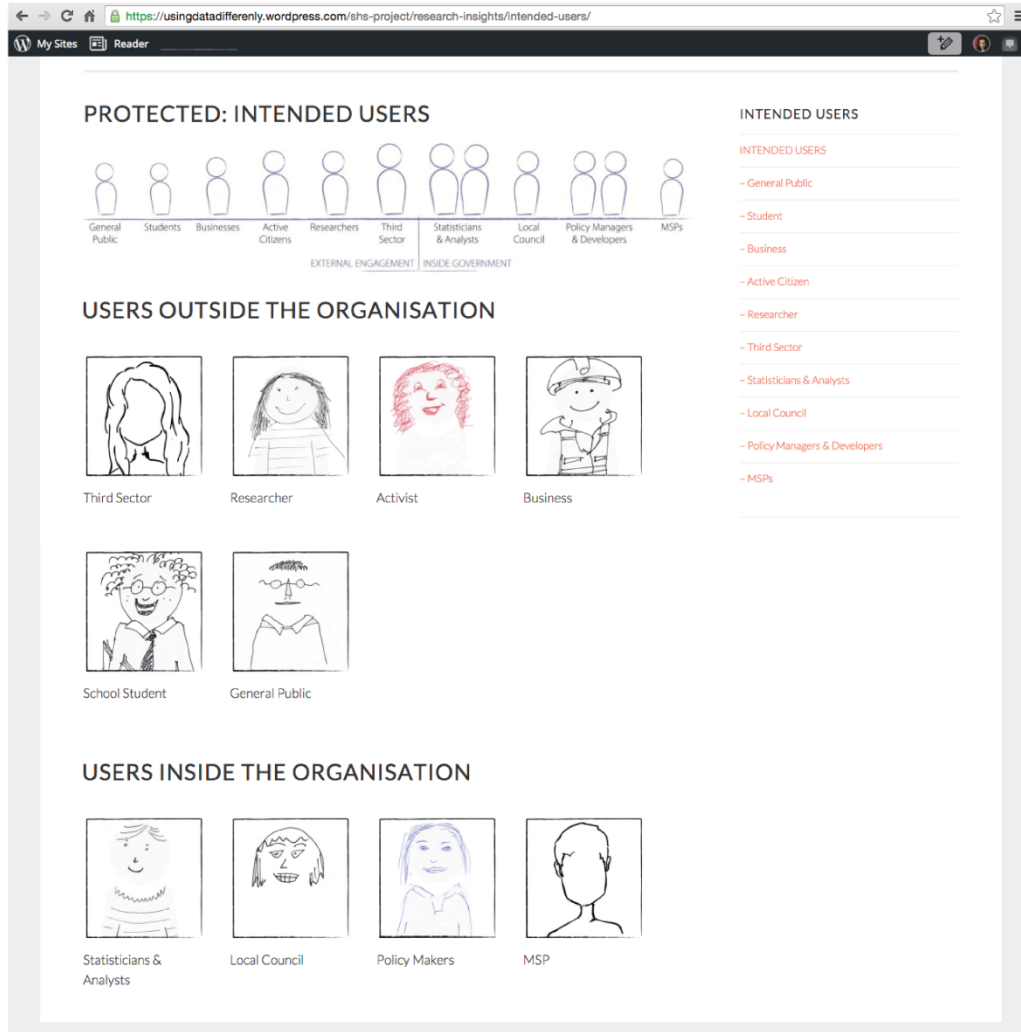 https://usingdatadifferenly.wordpress.com/shs-project/research-insights/intended-users/
My Sites Reader
PROTECTED: INTENDED USERS
General Public
Students
Businesses
Active Citizens
Researchers
Third Sector
Statisticians & Analysts
Local Council
Policy Managers & Developers
MSPs
EXTERNAL ENGAGEMENT INSIDE GOVERNMENT
USERS OUTSIDE THE ORGANISATION
Third Sector
Researcher
Activist
Business
School Student
General Public
USERS INSIDE THE ORGANISATION
Statisticians &
Analysts
Local Council
Policy Makers
MSP
INTENDED USERS
INTENDED USERS
– General Public
– Student
– Business
– Active Citizen
– Researcher
– Third Sector
– Statisticians & Analysts
– Local Council
– Policy Managers & Developers
– MSPs